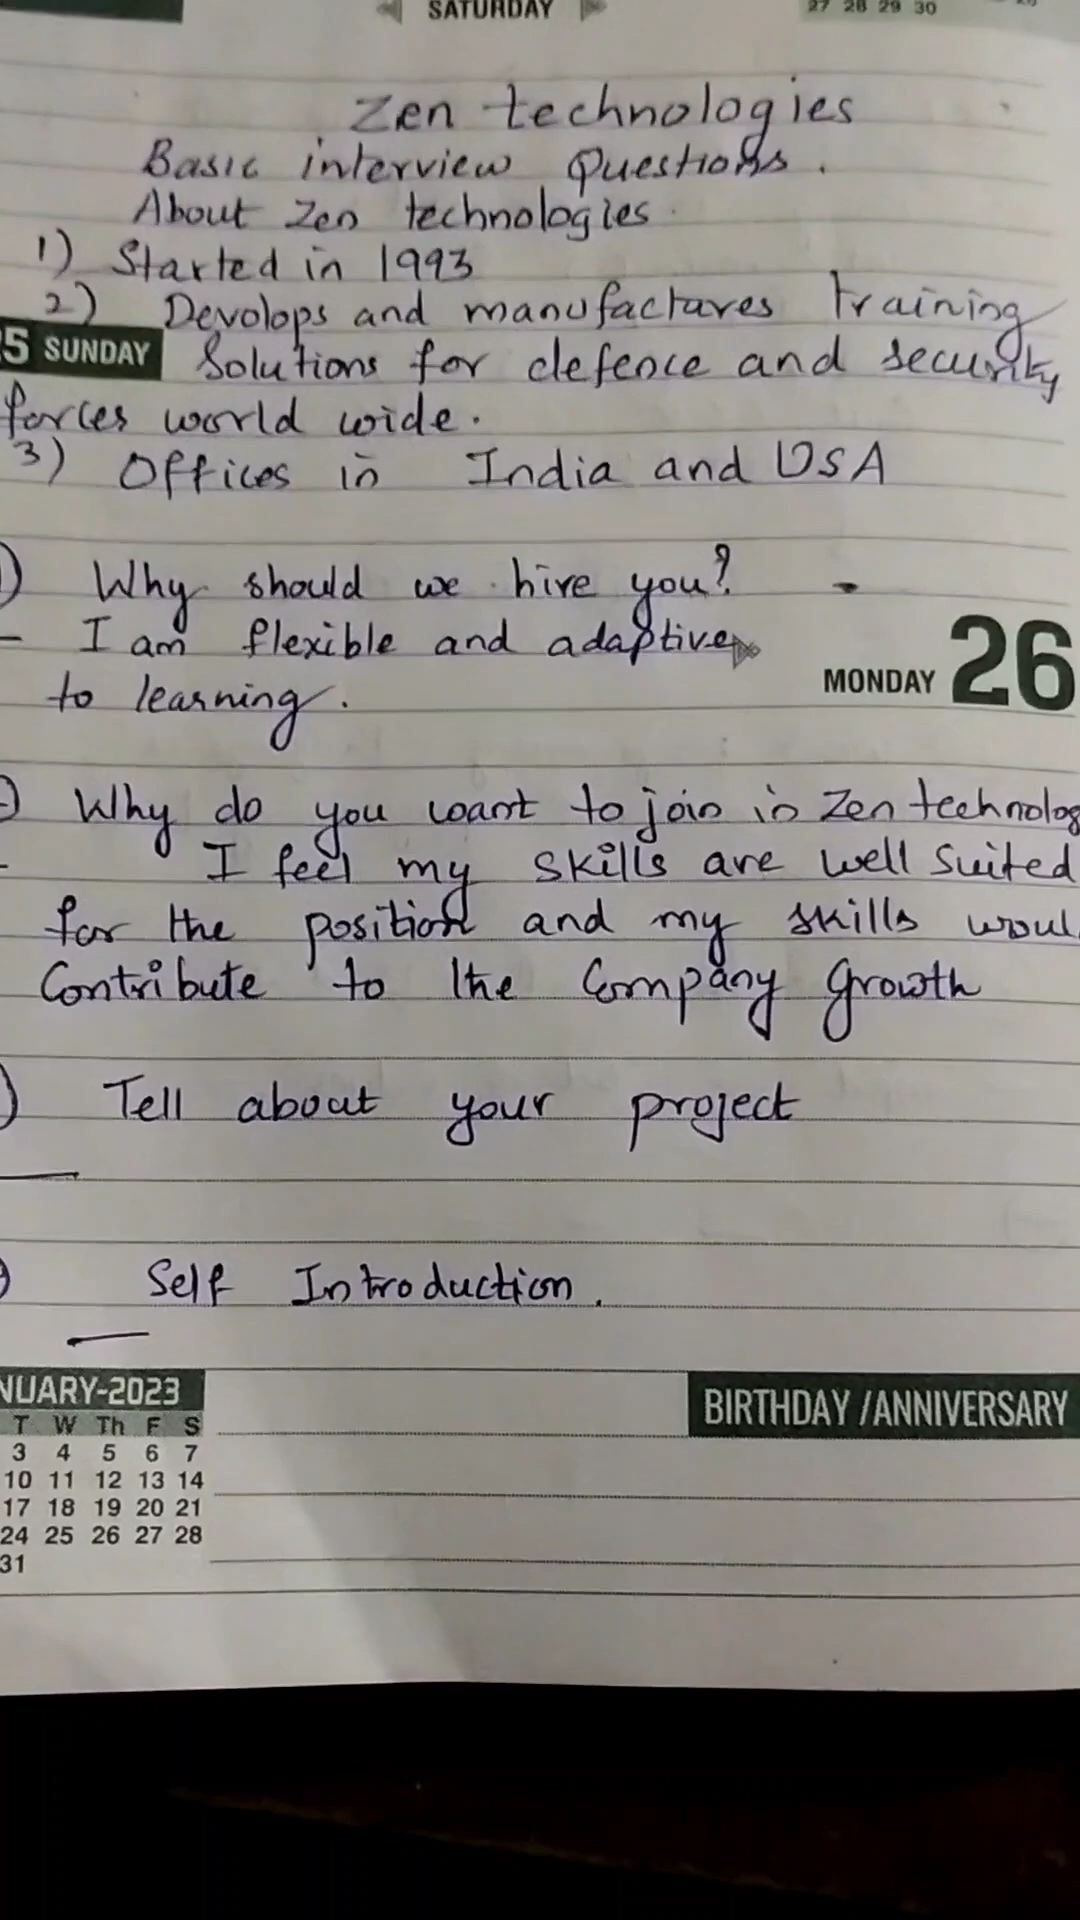 SATURDAY
27 28 29 30
Zen technologies
Basic interview Questions.
About Zen technologies
1) Started in 1993
2) Devolops and manufactures Training
5 SUNDAY Solutions for defence and security
forces world wide.
3) Offices in India and USA
) Why should we hire you?
- I am flexible and adaptive
to learning.
MONDAY 26
) Why do you want to join in Zen technolog
- I feel my skills are well suited
for the position and my skills woul
Contribute to the Company Growth
) Tell about your project
) Self Introduction.
NUARY-2023
BIRTHDAY / ANNIVERSARY
T W Th F S
3 4 5 6 7
10 11 12 13 14
17 18 19 20 21
24 25 26 27 28
31